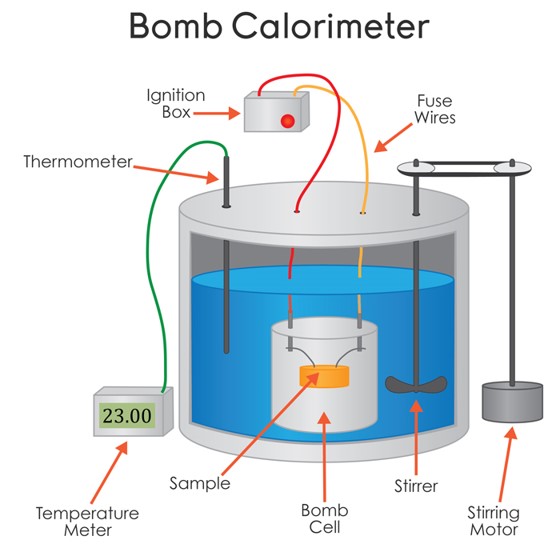 Bomb Calorimeter
Ignition
Box
Fuse
Wires
Thermometer
23.00
Sample
Stirrer
Bomb
Cell
Temperature
Meter
Stirring
Motor